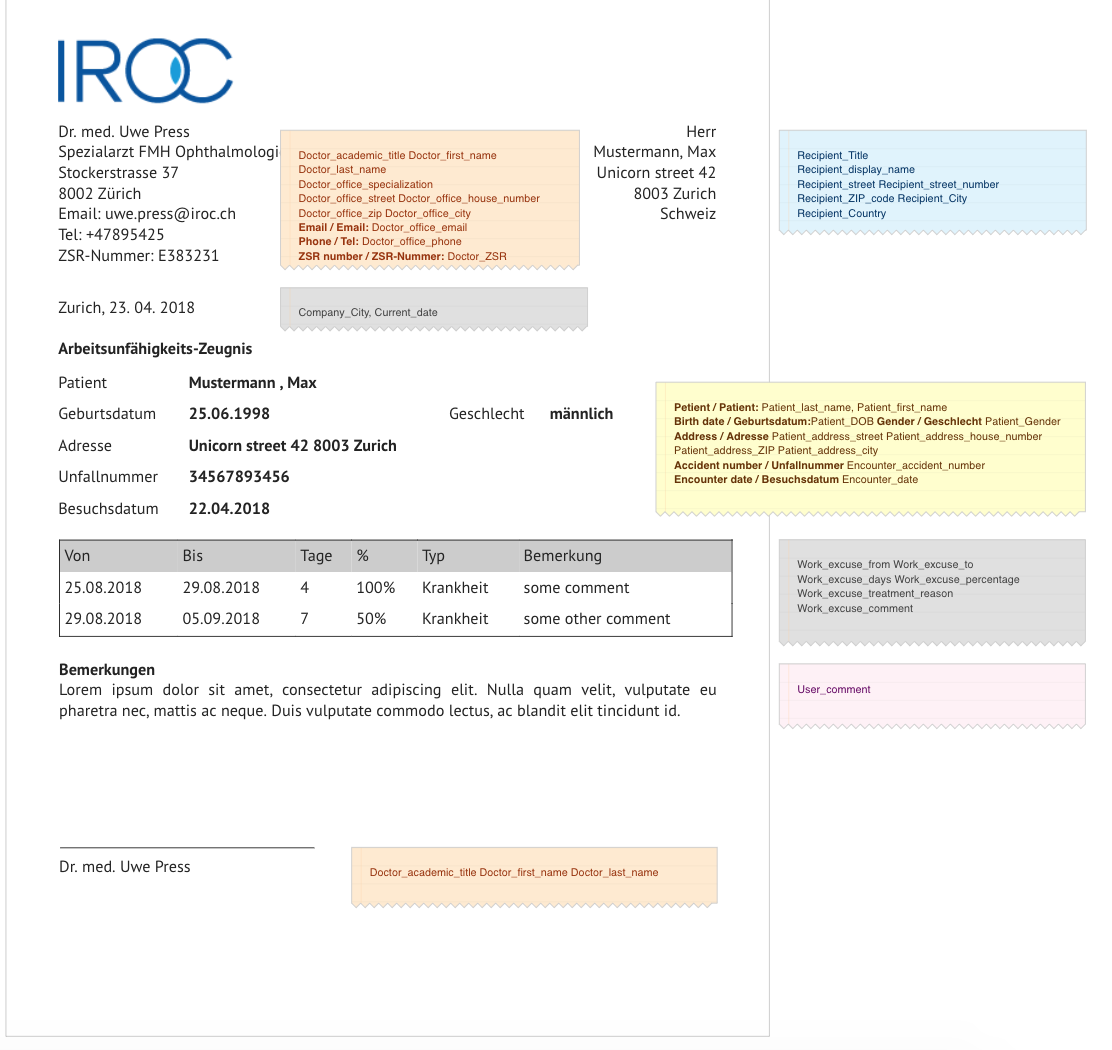 IROC
Dr. med. Uwe Press
Spezialarzt FMH Ophthalmologi
Stockerstrasse 37
8002 Zürich
Email: uwe.press@iroc.ch
Tel: +47895425
ZSR-Nummer: E383231
Doctor_academic_title Doctor_first_name
Doctor_last_name
Doctor_office_specialization
Doctor_office_street Doctor_office_house_number
Doctor_office_zip Doctor_office_city
Email / Email: Doctor_office_email
Phone / Tel: Doctor_office_phone
ZSR number / ZSR-Nummer: Doctor_ZSR
Herr
Mustermann, Max
Unicorn street 42
8003 Zurich
Schweiz
Recipient_Title
Recipient_display_name
Recipient_street Recipient_street_number
Recipient_ZIP_code Recipient_City
Recipient_Country
Zurich, 23. 04. 2018
Company_City, Current_date
Arbeitsunfähigkeits-Zeugnis
Patient Mustermann , Max
Geburtsdatum 25.06.1998 Geschlecht männlich
Adresse Unicorn street 42 8003 Zurich
Unfallnummer 34567893456
Besuchsdatum 22.04.2018
Petient / Patient: Patient_last_name, Patient_first_name
Birth date / Geburtsdatum:Patient_DOB Gender / Geschlecht Patient_Gender
Address / Adresse Patient_address_street Patient_address_house_number
Patient_address_ZIP Patient_address_city
Accident number / Unfallnummer Encounter_accident_number
Encounter date / Besuchsdatum Encounter_date
Von Bis Tage % Typ Bemerkung
25.08.2018 29.08.2018 4 100% Krankheit some comment
29.08.2018 05.09.2018 7 50% Krankheit some other comment
Work_excuse_from Work_excuse_to
Work_excuse_days Work_excuse_percentage
Work_excuse_treatment_reason
Work_excuse_comment
Bemerkungen
Lorem ipsum dolor sit amet, consectetur adipiscing elit. Nulla quam velit, vulputate eu
pharetra nec, mattis ac neque. Duis vulputate commodo lectus, ac blandit elit tincidunt id.
User_comment
Dr. med. Uwe Press
Doctor_academic_title Doctor_first_name Doctor_last_name